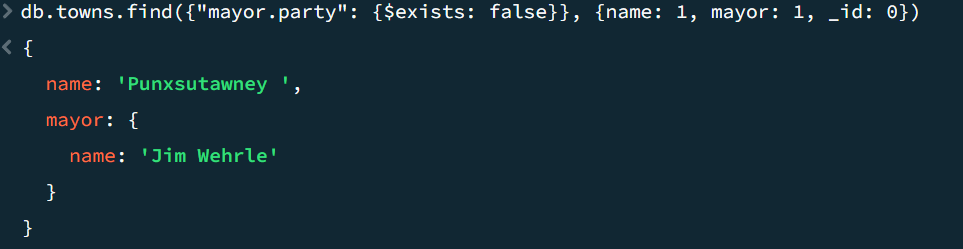 > db.towns.find({"mayor.party": {$exists: false}}, {name: 1, mayor: 1, _id: 0})
< {
name: 'Punxsutawney ',
mayor: {
name: 'Jim Wehrle'
}
}